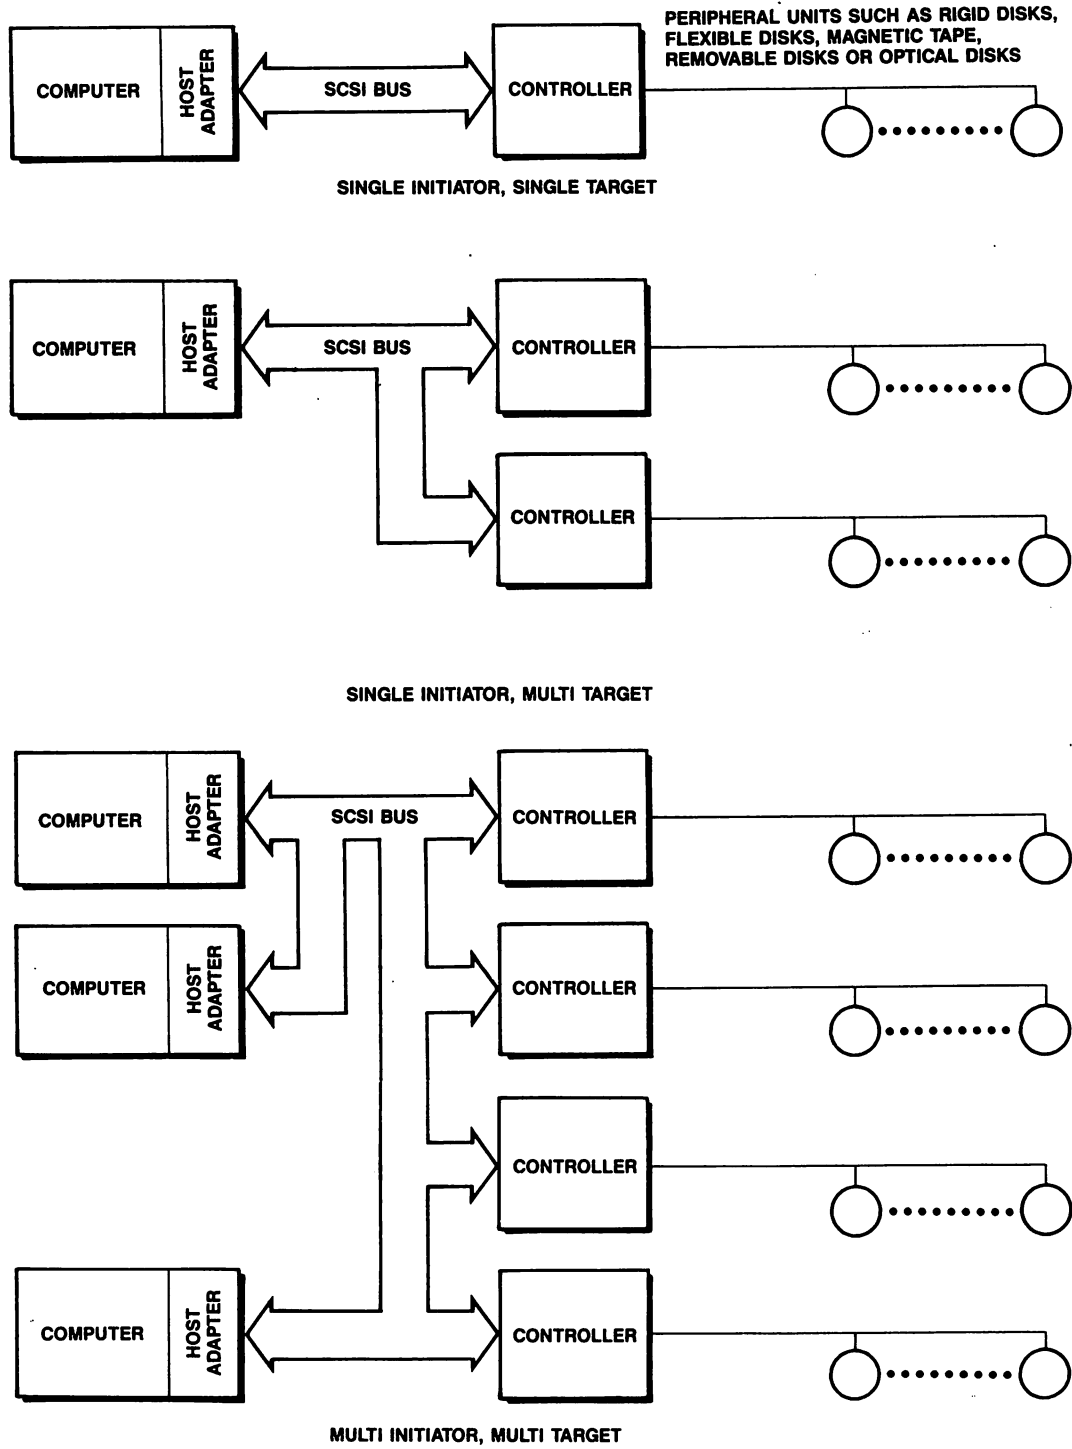 PERIPHERAL UNITS SUCH AS RIGID DISKS,
FLEXIBLE DISKS, MAGNETIC TAPE,
REMOVABLE DISKS OR OPTICAL DISKS
COMPUTER
HOST
ADAPTER
SCSI BUS
CONTROLLER
SINGLE INITIATOR, SINGLE TARGET
COMPUTER
HOST
ADAPTER
SCSI BUS
CONTROLLER
CONTROLLER
SINGLE INITIATOR, MULTI TARGET
COMPUTER
HOST
ADAPTER
SCSI BUS
CONTROLLER
COMPUTER
HOST
ADAPTER
CONTROLLER
CONTROLLER
COMPUTER
HOST
ADAPTER
CONTROLLER
MULTI INITIATOR, MULTI TARGET